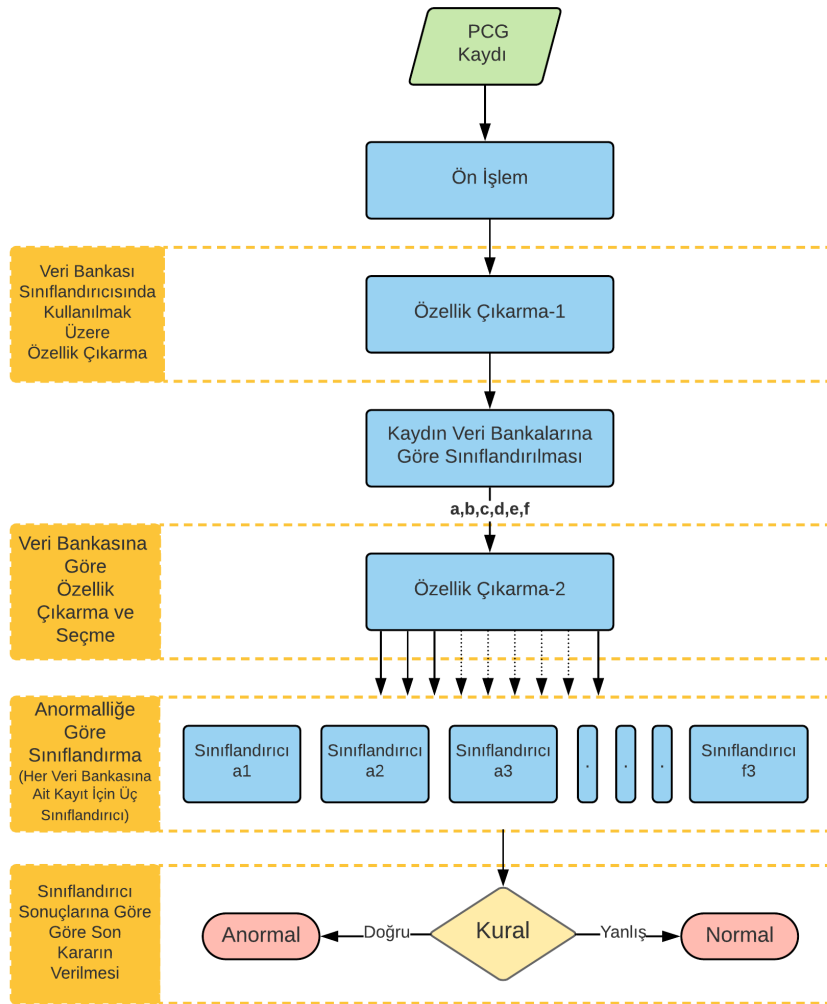 PCG
Kaydı
Ön İşlem
Veri Bankası
Sınıflandırıcısında
Kullanılmak
Üzere
Özellik Çıkarma
Özellik Çıkarma-1
Kaydın Veri Bankalarına
Göre Sınıflandırılması
a,b,c,d,e,f
Veri Bankasına
Göre
Özellik
Çıkarma ve
Seçme
Özellik Çıkarma-2
Anormalliğe
Göre
Sınıflandırma
(Her Veri Bankasına
Ait Kayıt İçin Üç
Sınıflandırıcı)
Sınıflandırıcı
a1
Sınıflandırıcı
a2
Sınıflandırıcı
a3
.
.
.
Sınıflandırıcı
f3
Sınıflandırıcı
Sonuçlarına Göre
Göre Son
Kararın
Verilmesi
Anormal
Doğru
Kural
Yanlış
Normal